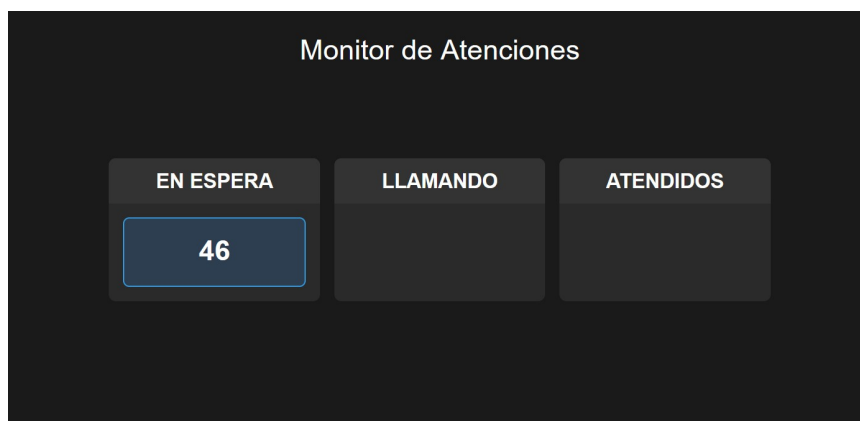 Monitor de Atenciones
EN ESPERA
LLAMANDO
ATENDIDOS
46